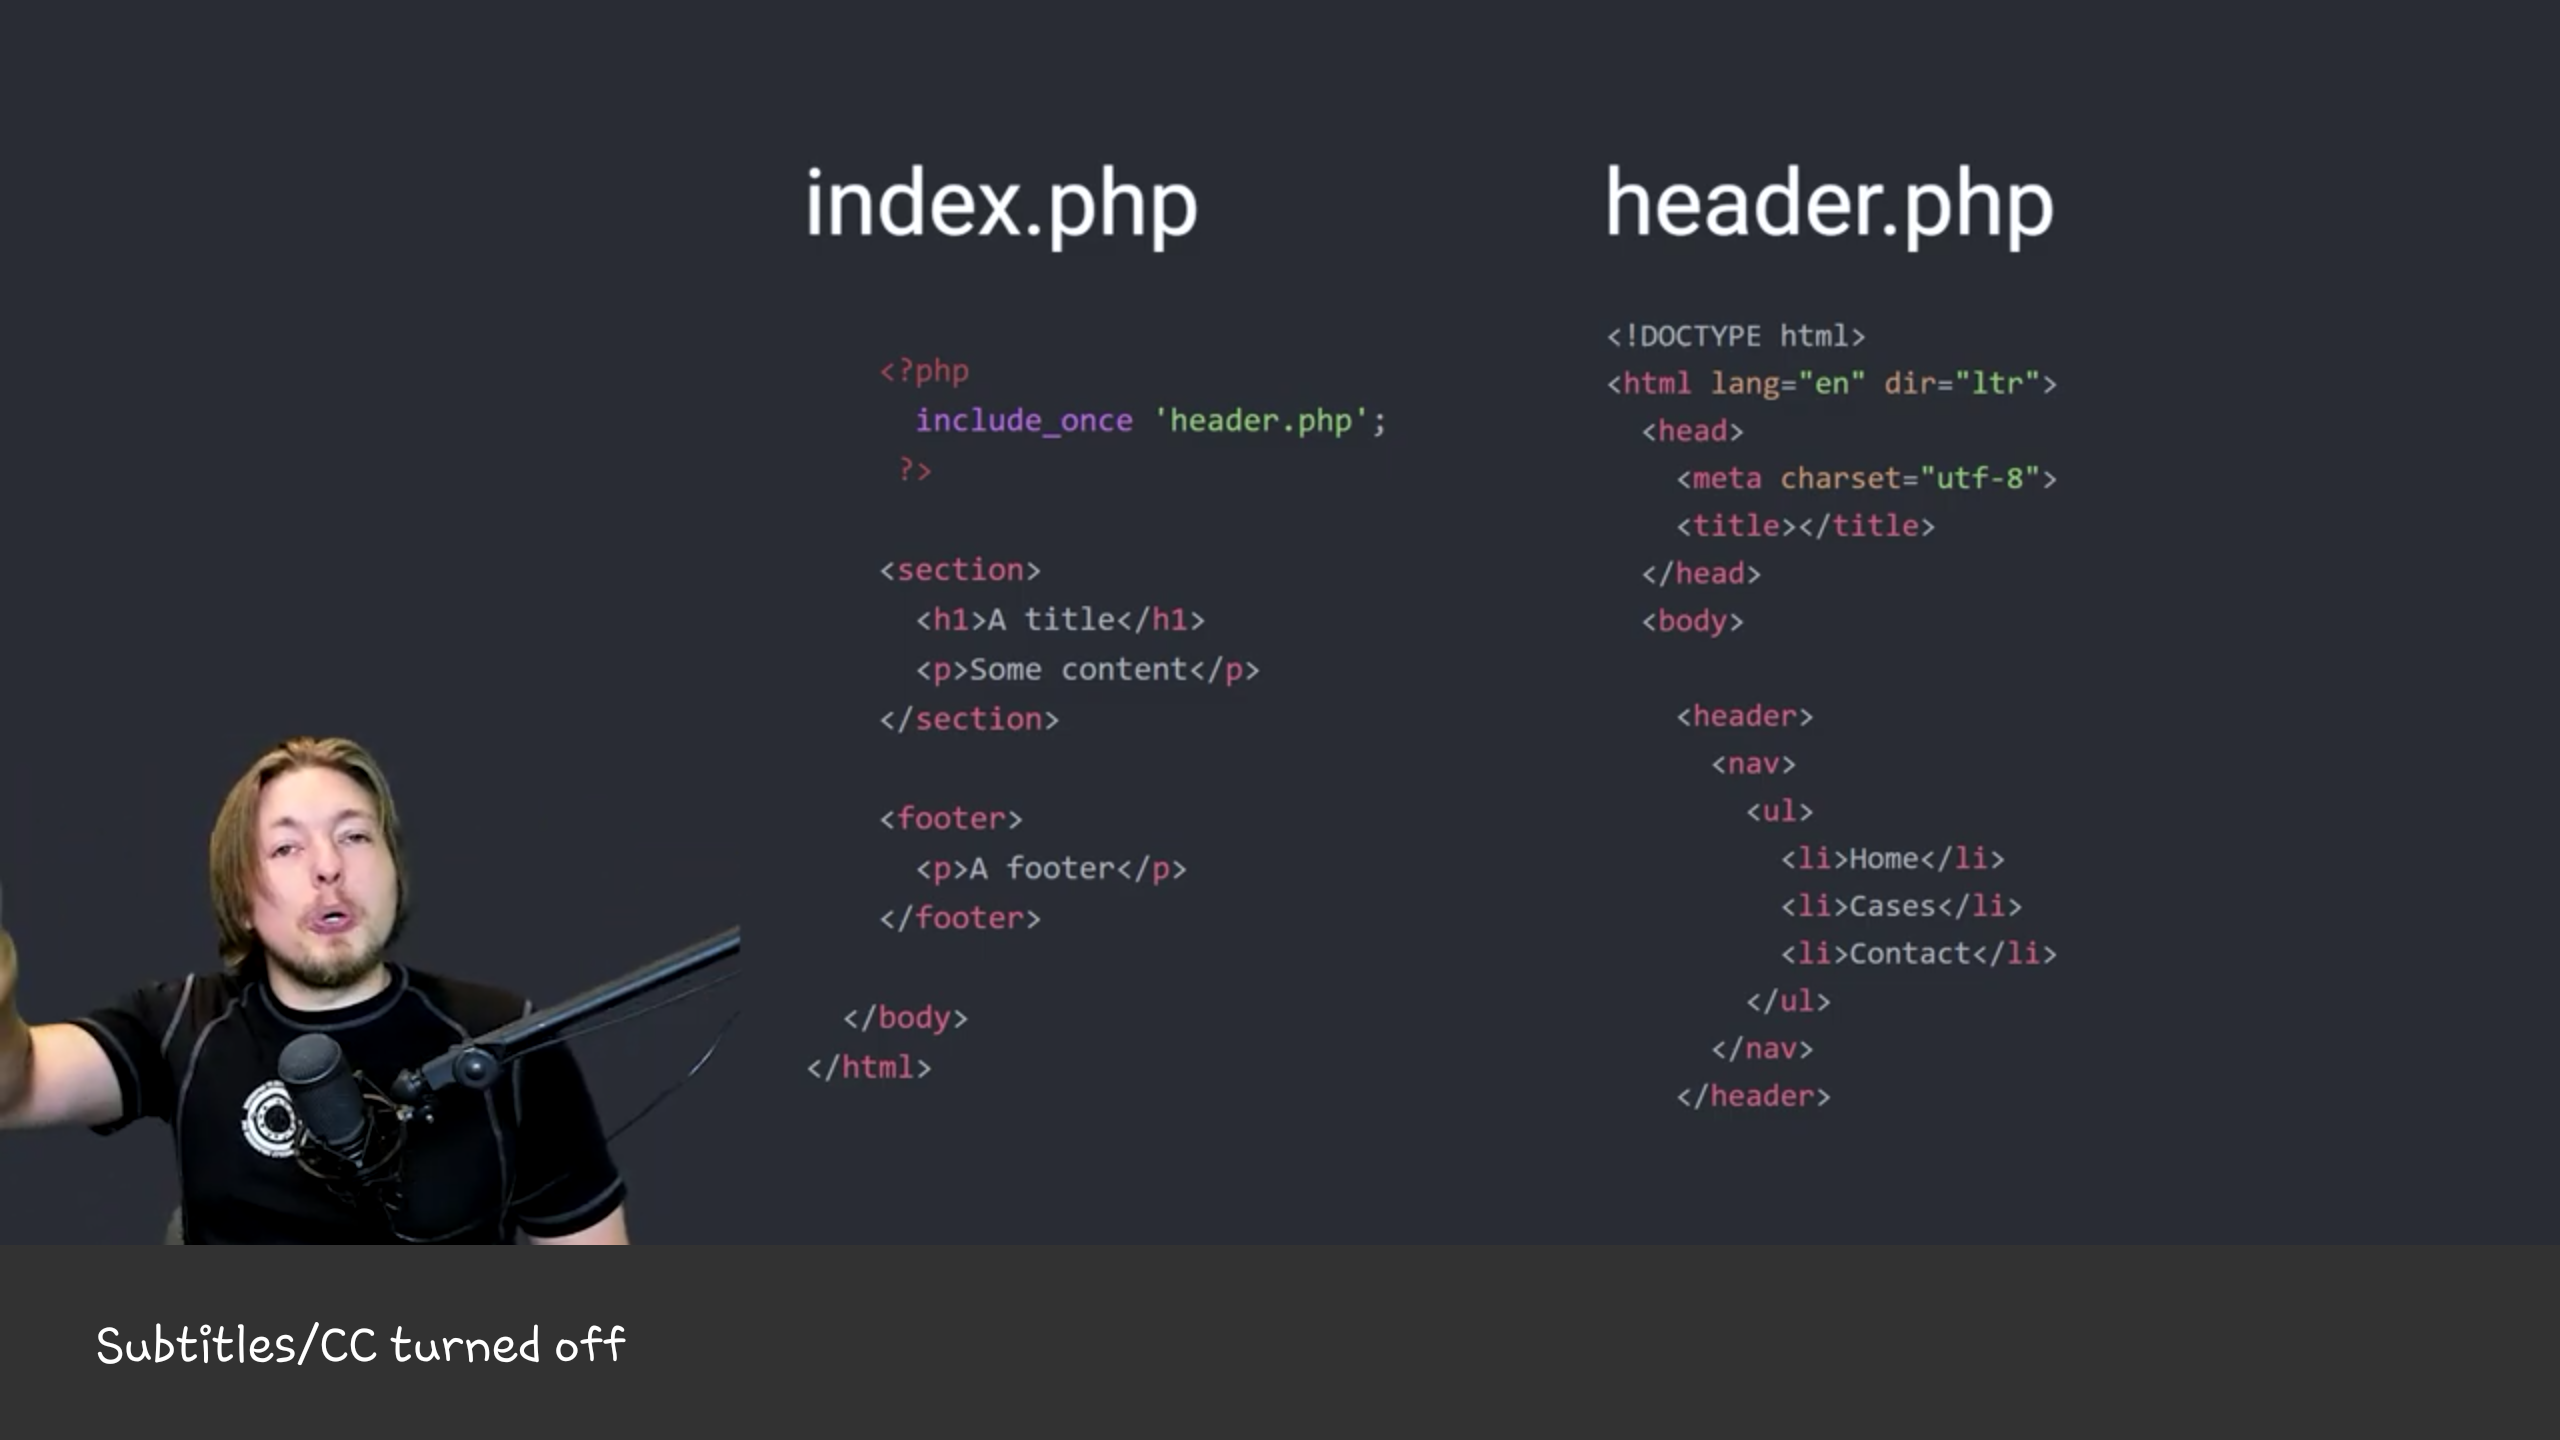 index.php
<?php
include_once 'header.php';
?>
<section>
<h1>A title</h1>
<p>Some content</p>
</section>
<footer>
<p>A footer</p>
</footer>
</body>
</html>
header.php
<!DOCTYPE html>
<html lang="en" dir="ltr">
<head>
<meta charset="utf-8">
<title></title>
</head>
<body>
<header>
<nav>
<ul>
<li>Home</li>
<li>Cases</li>
<li>Contact</li>
</ul>
</nav>
</header>
Subtitles/CC turned off